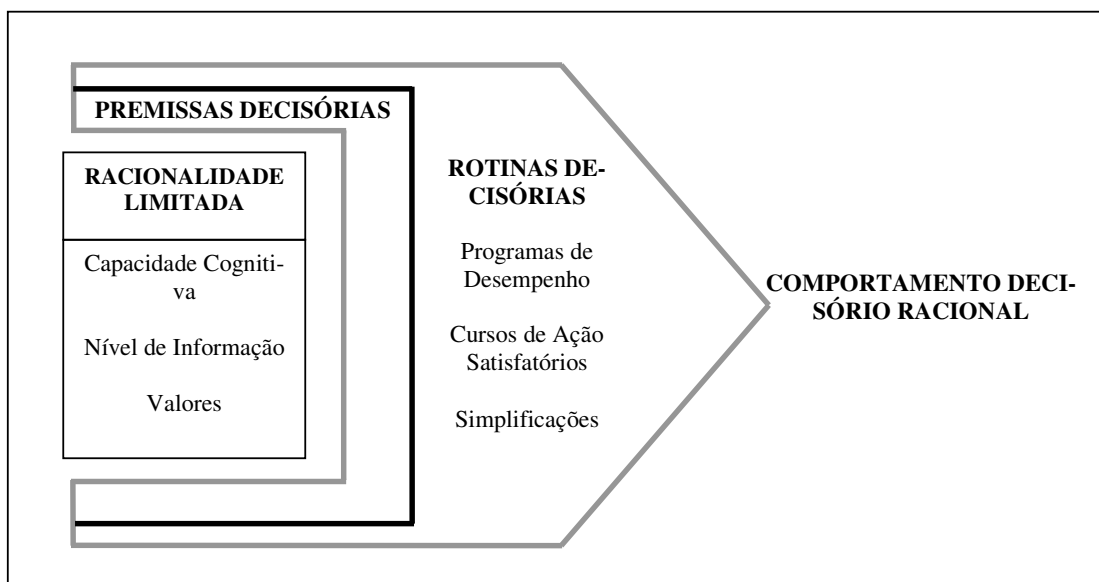 PREMISSAS DECISÓRIAS
RACIONALIDADE
LIMITADA
Capacidade Cogniti-
va
Nível de Informação
Valores
ROTINAS DE-
CISÓRIAS
Programas de
Desempenho
Cursos de Ação
Satisfatórios
Simplificações
COMPORTAMENTO DECI-
SÓRIO RACIONAL